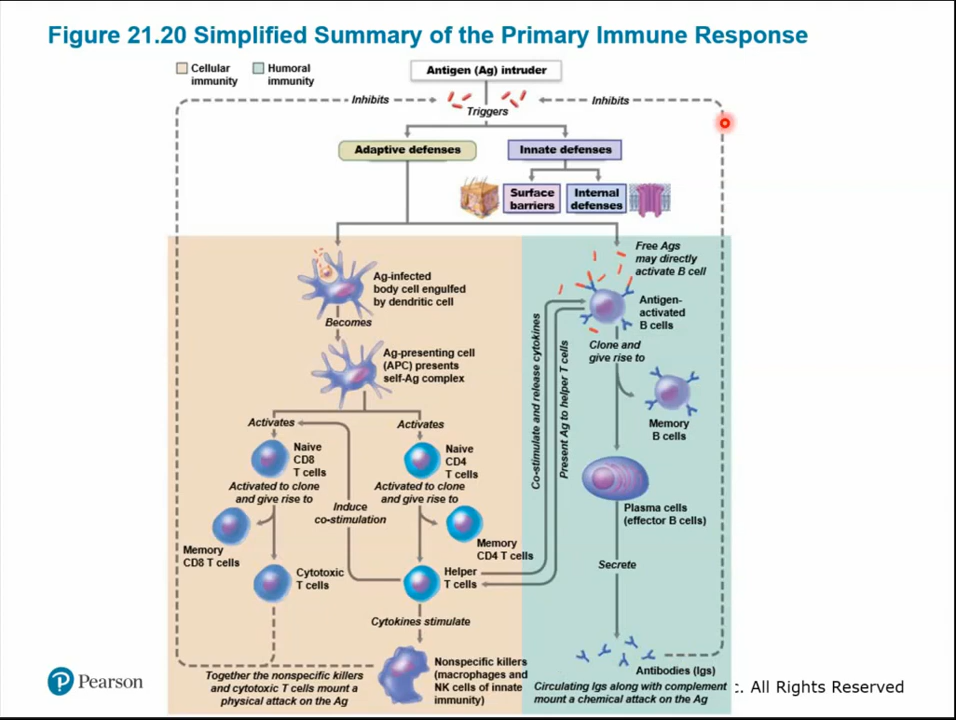 Figure 21.20 Simplified Summary of the Primary Immune Response
Cellular
immunity
Humoral
immunity
Antigen (Ag) intruder
Inhibits
Inhibits
Triggers
Adaptive defenses
Innate defenses
Surface
barriers
Internal
defenses
Ag-infected
body cell engulfed
by dendritic cell
Becomes
Ag-presenting cell
(APC) presents
self-Ag complex
Activates
Activates
Naive
CD8
T cells
Naive
CD4
T cells
Activated to clone
and give rise to
Activated to clone
and give rise to
Induce
co-stimulation
Memory
CD8 T cells
Memory
CD4 T cells
Cytotoxic
T cells
Helper
T cells
Cytokines stimulate
Nonspecific killers
(macrophages and
NK cells of innate
immunity)
Together the nonspecific killers
and cytotoxic T cells mount a
physical attack on the Ag
Co-stimulate and release cytokines
Present Ag to helper T cells
Free Ags
may directly
activate B cell
Antigen-
activated
B cells
Clone and
give rise to
Memory
B cells
Plasma cells
(effector B cells)
Secrete
Antibodies (Igs)
Circulating Igs along with complement
mount a chemical attack on the Ag
P Pearson
c. All Rights Reserved